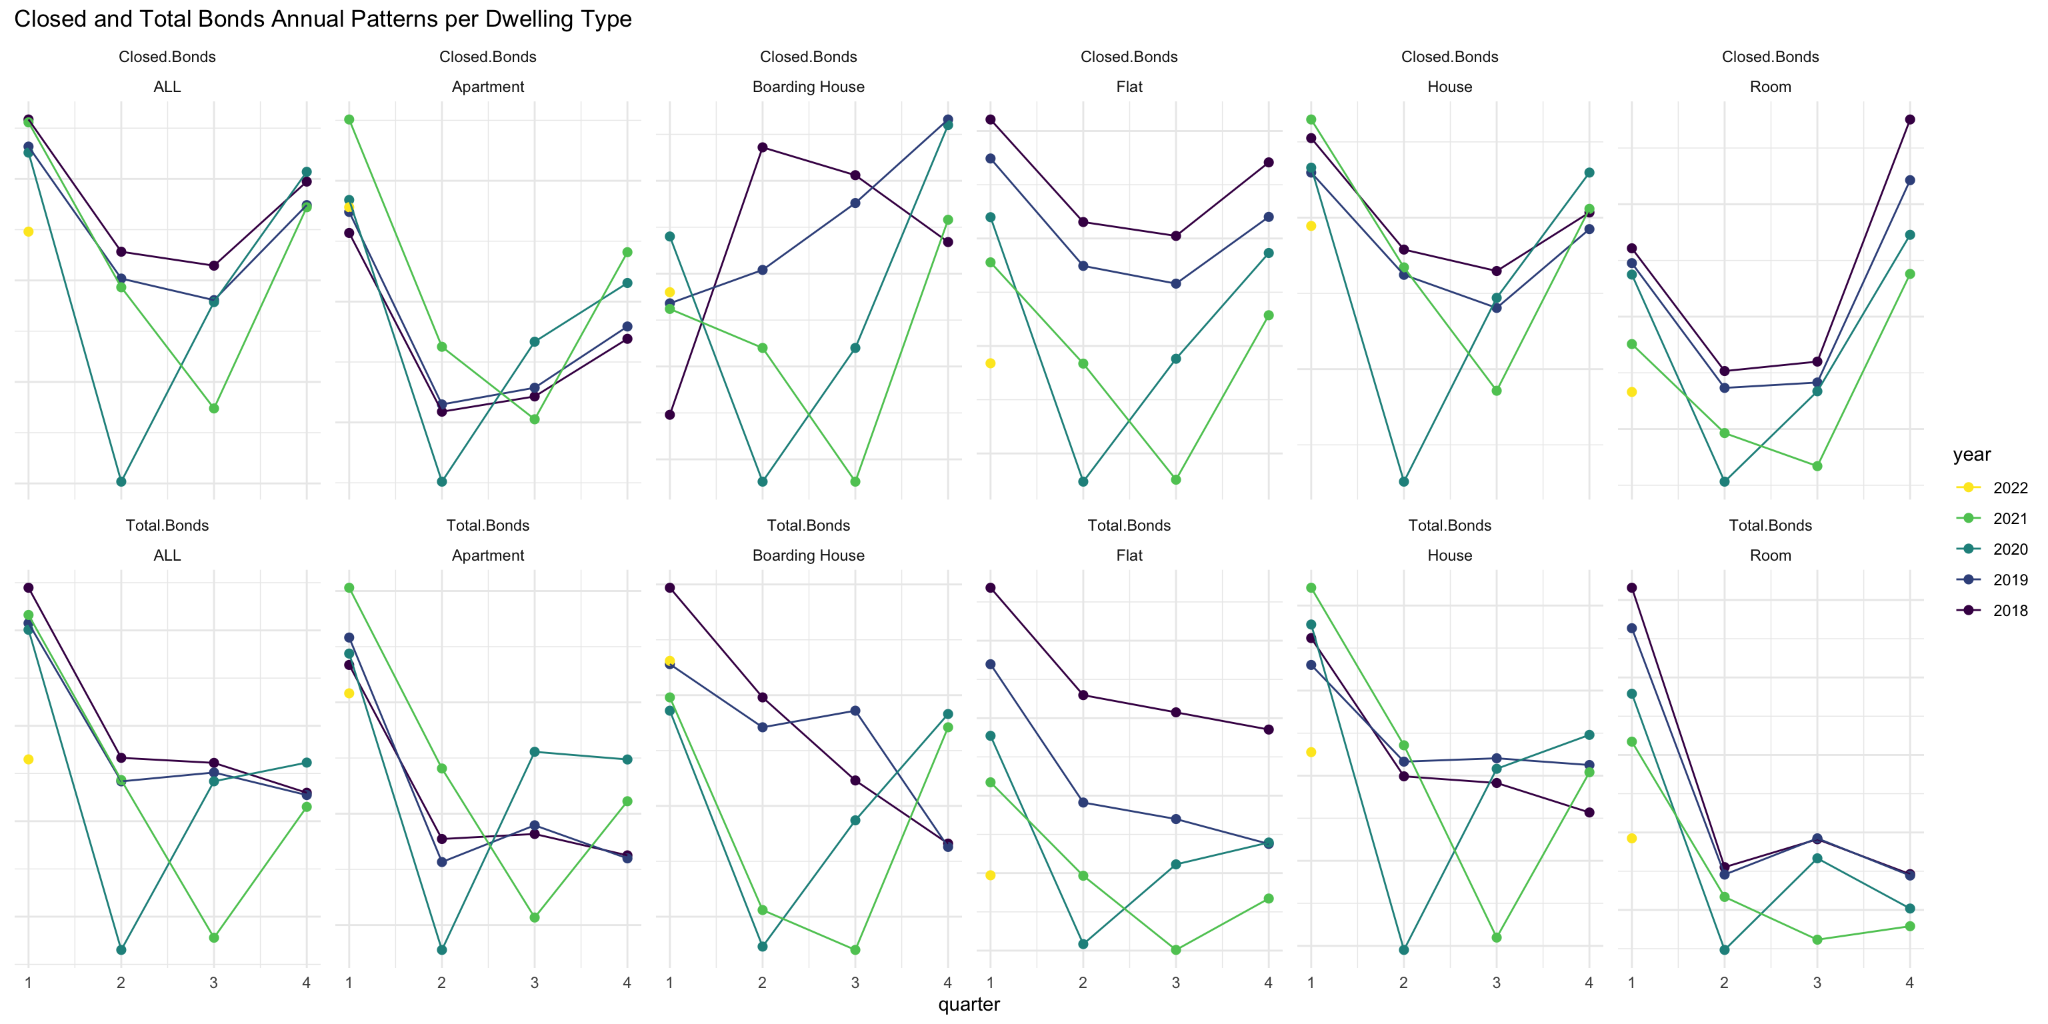 Closed and Total Bonds Annual Patterns per Dwelling Type
Closed.Bonds Closed.Bonds Closed.Bonds Closed.Bonds Closed.Bonds Closed.Bonds
ALL Apartment Boarding House Flat House Room
Total.Bonds Total.Bonds Total.Bonds Total.Bonds Total.Bonds Total.Bonds
ALL Apartment Boarding House Flat House Room
1 2 3 4 1 2 3 4 1 2 3 4 1 2 3 4 1 2 3 4 1 2 3 4
quarter
year
2022
2021
2020
2019
2018